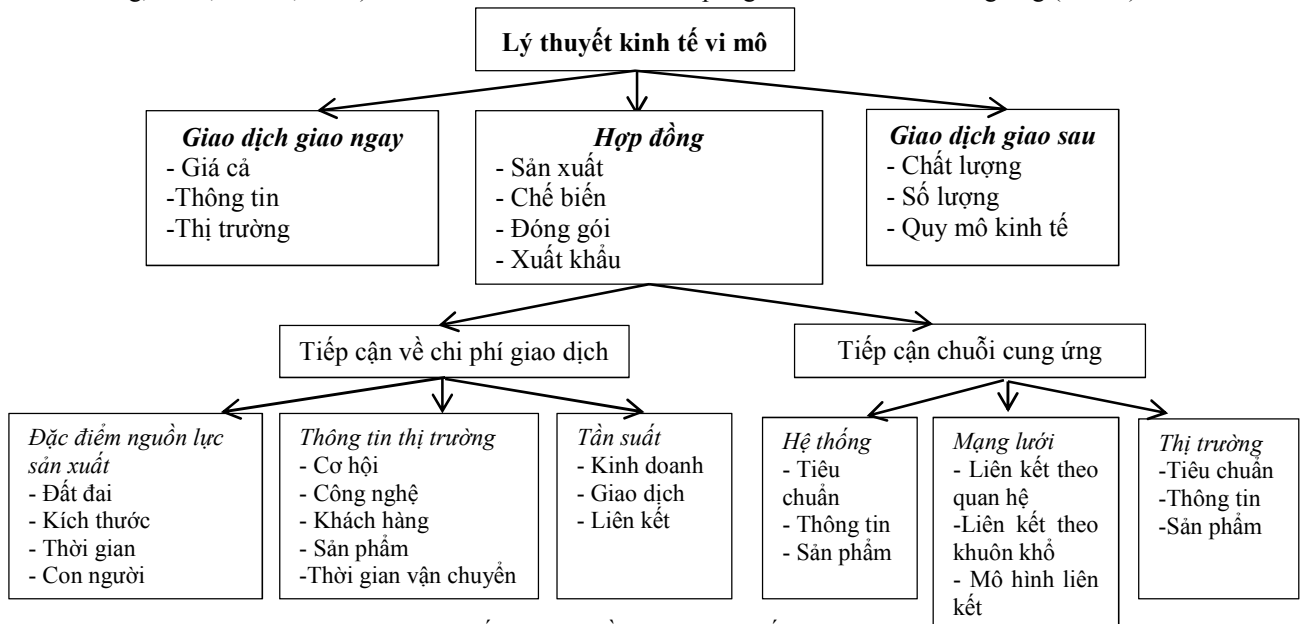 Lý thuyết kinh tế vi mô
Giao dịch giao ngay
- Giá cả
-Thông tin
-Thị trường
Hợp đồng
- Sản xuất
- Chế biến
- Đóng gói
- Xuất khẩu
Giao dịch giao sau
- Chất lượng
- Số lượng
- Quy mô kinh tế
Tiếp cận về chi phí giao dịch
Tiếp cận chuỗi cung ứng
Đặc điểm nguồn lực
sản xuất
- Đất đai
- Kích thước
- Thời gian
- Con người
Thông tin thị trường
- Cơ hội
- Công nghệ
- Khách hàng
- Sản phẩm
-Thời gian vận chuyển
Tần suất
- Kinh doanh
- Giao dịch
- Liên kết
Hệ thống
- Tiêu
chuẩn
- Thông tin
- Sản phẩm
Mạng lưới
- Liên kết theo
quan hệ
-Liên kết theo
khuôn khổ
- Mô hình liên
kết
Thị trường
-Tiêu chuẩn
-Thông tin
-Sản phẩm